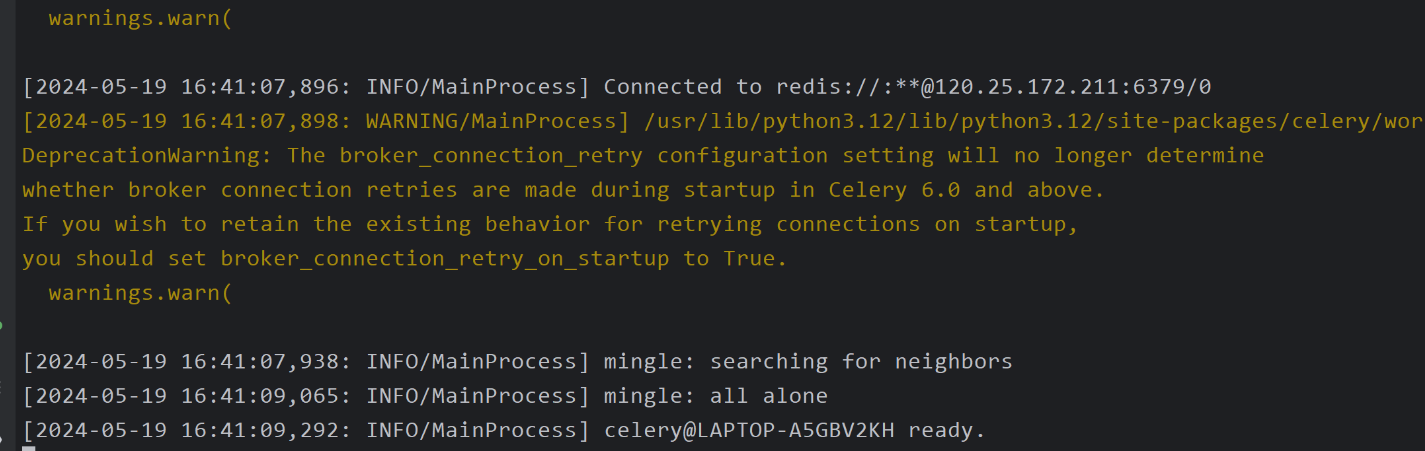 warnings.warn(
[2024-05-19 16:41:07,896: INFO/MainProcess] Connected to redis://:**@120.25.172.211:6379/0
[2024-05-19 16:41:07,898: WARNING/MainProcess] /usr/lib/python3.12/lib/python3.12/site-packages/celery/wor
DeprecationWarning: The broker_connection_retry configuration setting will no longer determine
whether broker connection retries are made during startup in Celery 6.0 and above.
If you wish to retain the existing behavior for retrying connections on startup,
you should set broker_connection_retry_on_startup to True.
warnings.warn(
[2024-05-19 16:41:07,938: INFO/MainProcess] mingle: searching for neighbors
[2024-05-19 16:41:09,065: INFO/MainProcess] mingle: all alone
[2024-05-19 16:41:09,292: INFO/MainProcess] celery@LAPTOP-A5GBV2KH ready.